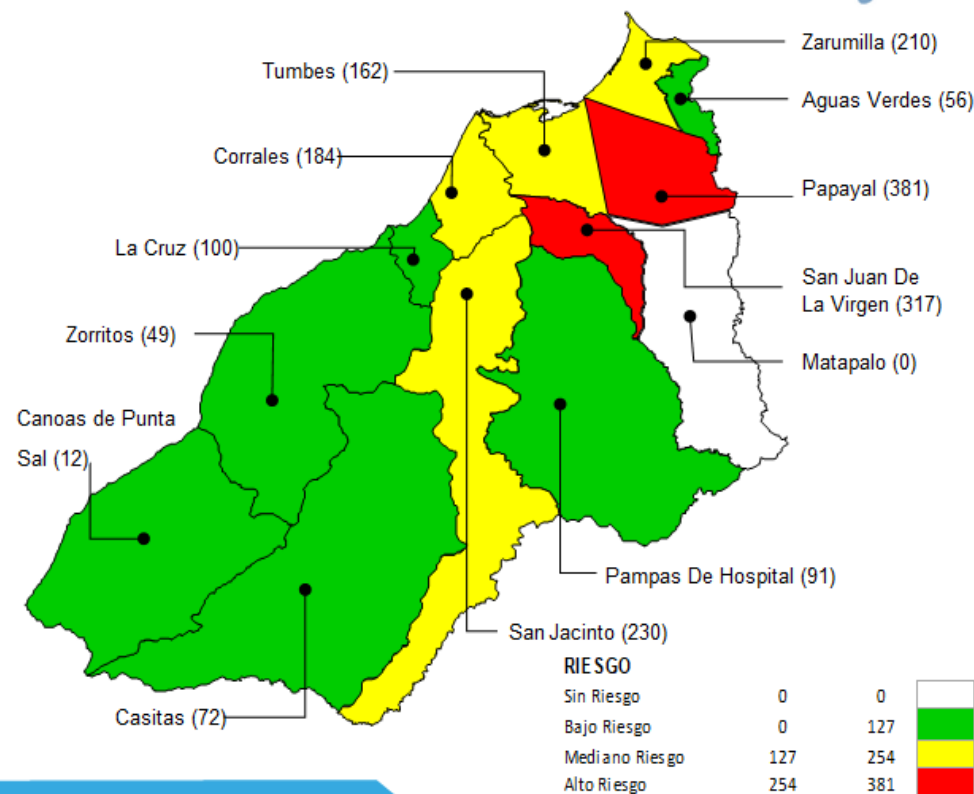 Zarumilla (210)
Tumbes (162)
Aguas Verdes (56)
Corrales (184)
Papayal (381)
La Cruz (100)
San Juan De
La Virgen (317)
Zorritos (49)
Matapalo (0)
Canoas de Punta
Sal (12)
Pampas De Hospital (91)
San Jacinto (230)
Casitas (72)
RIESGO
Sin Riesgo 0 0
Bajo Riesgo 0 127
Mediano Riesgo 127 254
Alto Riesgo 254 381